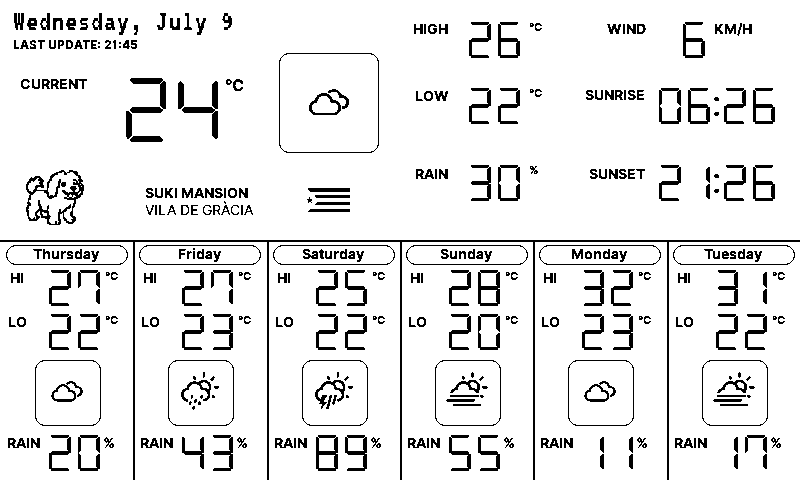 Wednesday, July 9
LAST UPDATE: 21:45
CURRENT 24 °C
HIGH 26 °C
LOW 22 °C
RAIN 30 %
WIND 6 KM/H
SUNRISE 06:26
SUNSET 21:26
SUKI MANSION
VILA DE GRÀCIA
Thursday
HI 27 °C
LO 22 °C
RAIN 20 %
Friday
HI 27 °C
LO 23 °C
RAIN 43 %
Saturday
HI 25 °C
LO 22 °C
RAIN 89 %
Sunday
HI 28 °C
LO 20 °C
RAIN 55 %
Monday
HI 32 °C
LO 23 °C
RAIN 11 %
Tuesday
HI 31 °C
LO 22 °C
RAIN 17 %